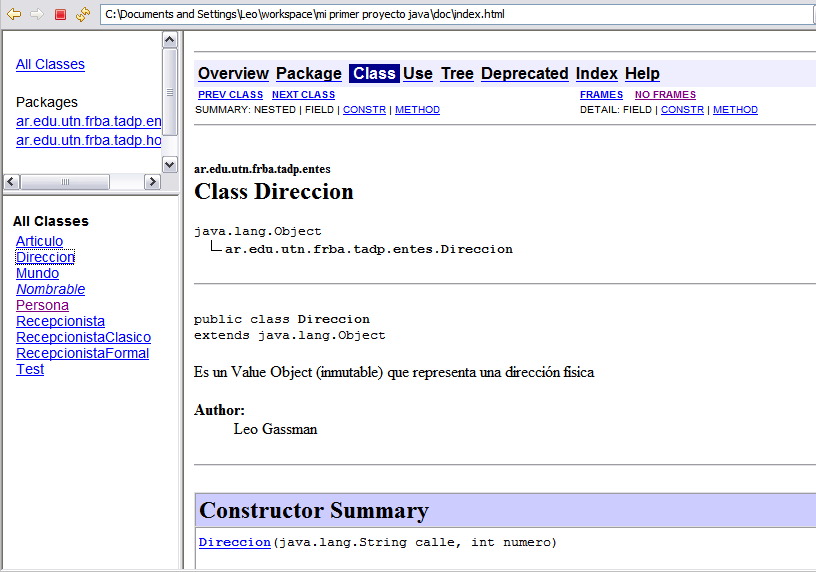 C:\Documents and Settings\Leo\workspace\mi primer proyecto java\doc\index.html
All Classes
Packages
ar.edu.utn.frba.tadp.en
ar.edu.utn.frba.tadp.ho
All Classes
Articulo
Direccion
Mundo
Nombrable
Persona
Recepcionista
RecepcionistaClasico
RecepcionistaFormal
Test
Overview Package Class Use Tree Deprecated Index Help
PREV CLASS NEXT CLASS FRAMES NO FRAMES
SUMMARY: NESTED | FIELD | CONSTR | METHOD DETAIL: FIELD | CONSTR | METHOD
ar.edu.utn.frba.tadp.entes
Class Direccion
java.lang.Object
ar.edu.utn.frba.tadp.entes.Direccion
public class Direccion
extends java.lang.Object
Es un Value Object (inmutable) que representa una dirección física
Author:
Leo Gassman
Constructor Summary
Direccion(java.lang.String calle, int numero)